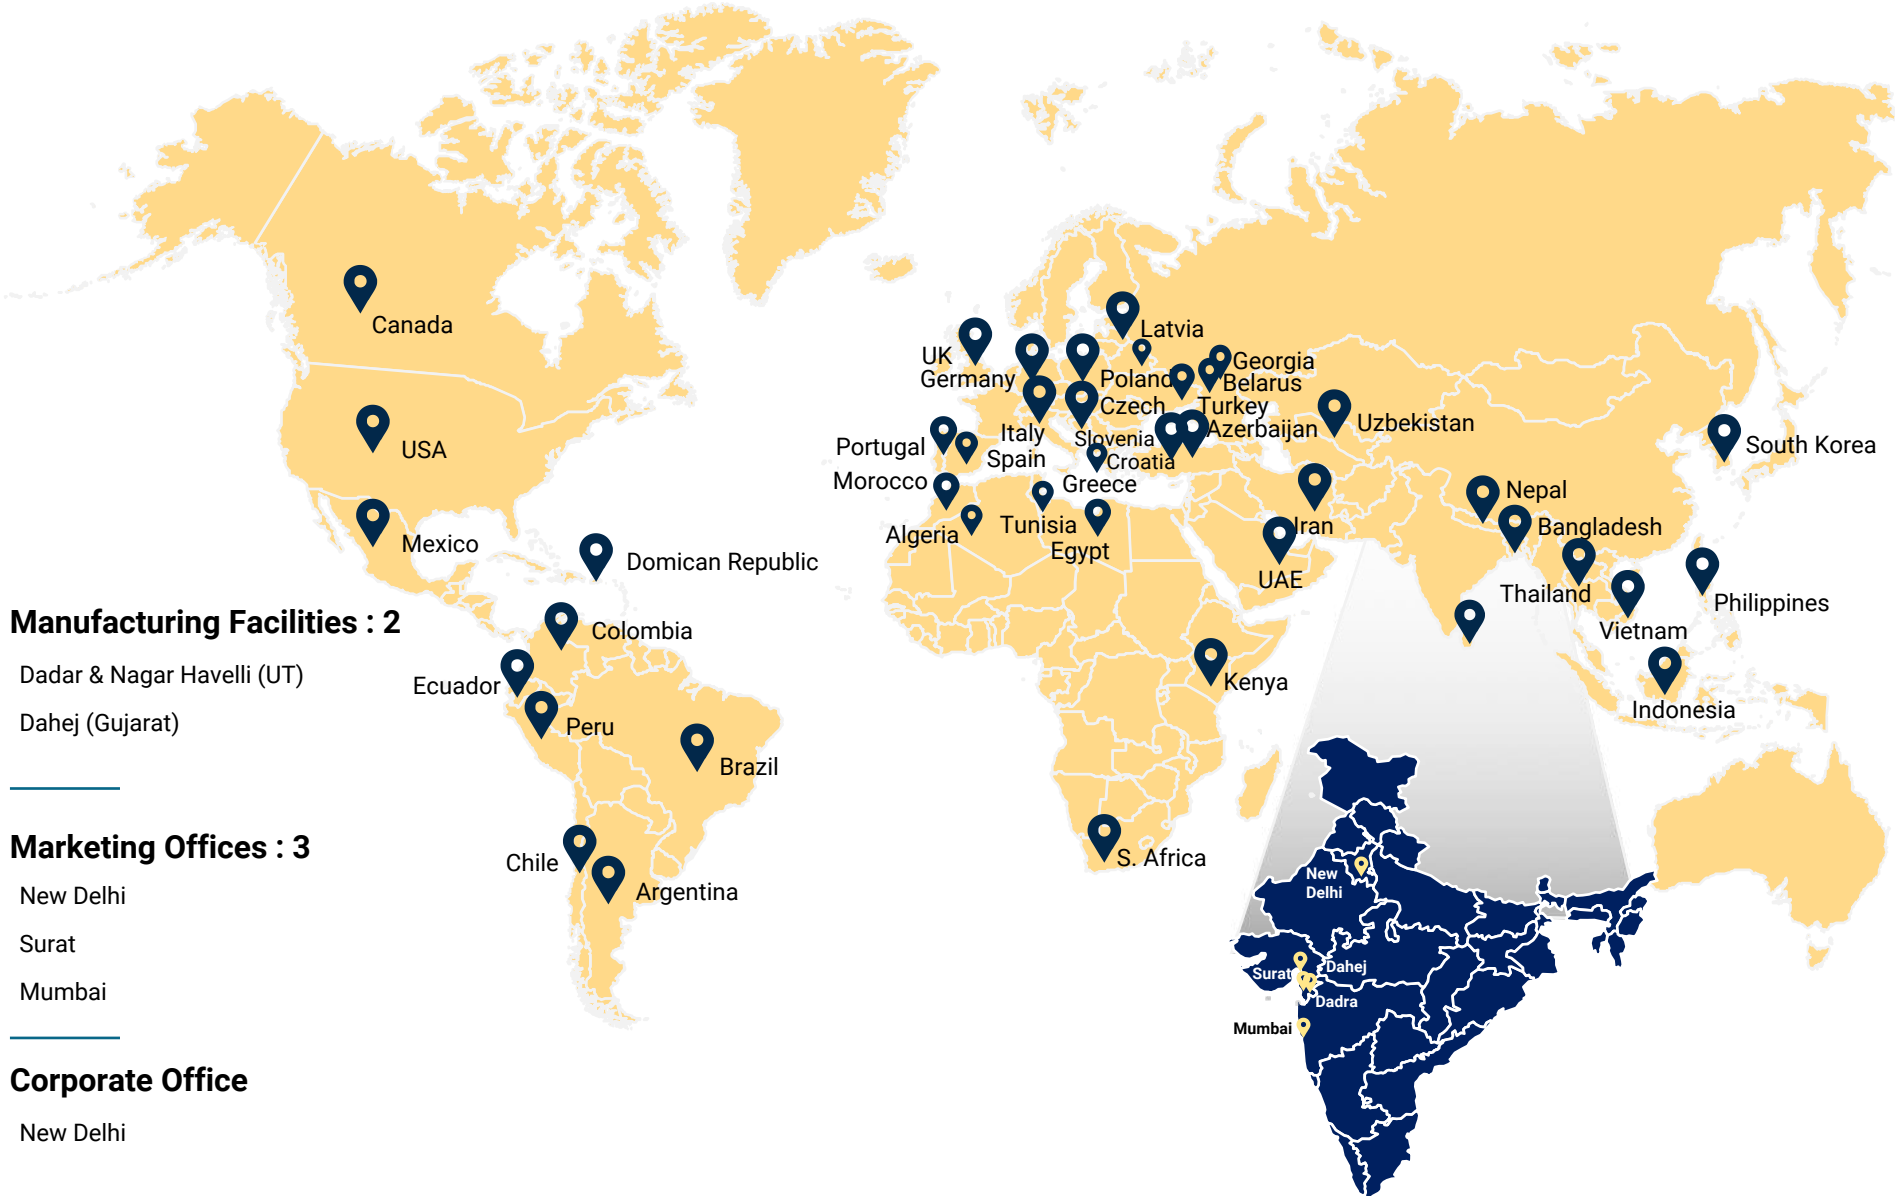 Canada
USA
Mexico
Domican Republic
Colombia
Ecuador
Peru
Brazil
Chile
Argentina
Latvia
UK
Germany
Poland
Georgia
Belarus
Czech
Turkey
Italy
Slovenia
Azerbaijan
Uzbekistan
Portugal
Spain
Croatia
Morocco
Greece
Algeria
Tunisia
Egypt
Iran
UAE
Nepal
Bangladesh
South Korea
Thailand
Philippines
Vietnam
Indonesia
Kenya
S. Africa
Manufacturing Facilities : 2
Dadar & Nagar Havelli (UT)
Dahej (Gujarat)
Marketing Offices : 3
New Delhi
Surat
Mumbai
Corporate Office
New Delhi
New
Delhi
Surat
Dahej
Dadra
Mumbai